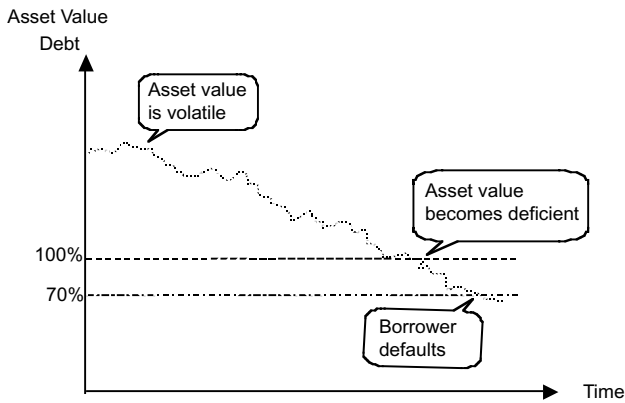 Asset Value
Debt
Asset value
is volatile
Asset value
becomes deficient
100%
70%
Borrower
defaults
Time